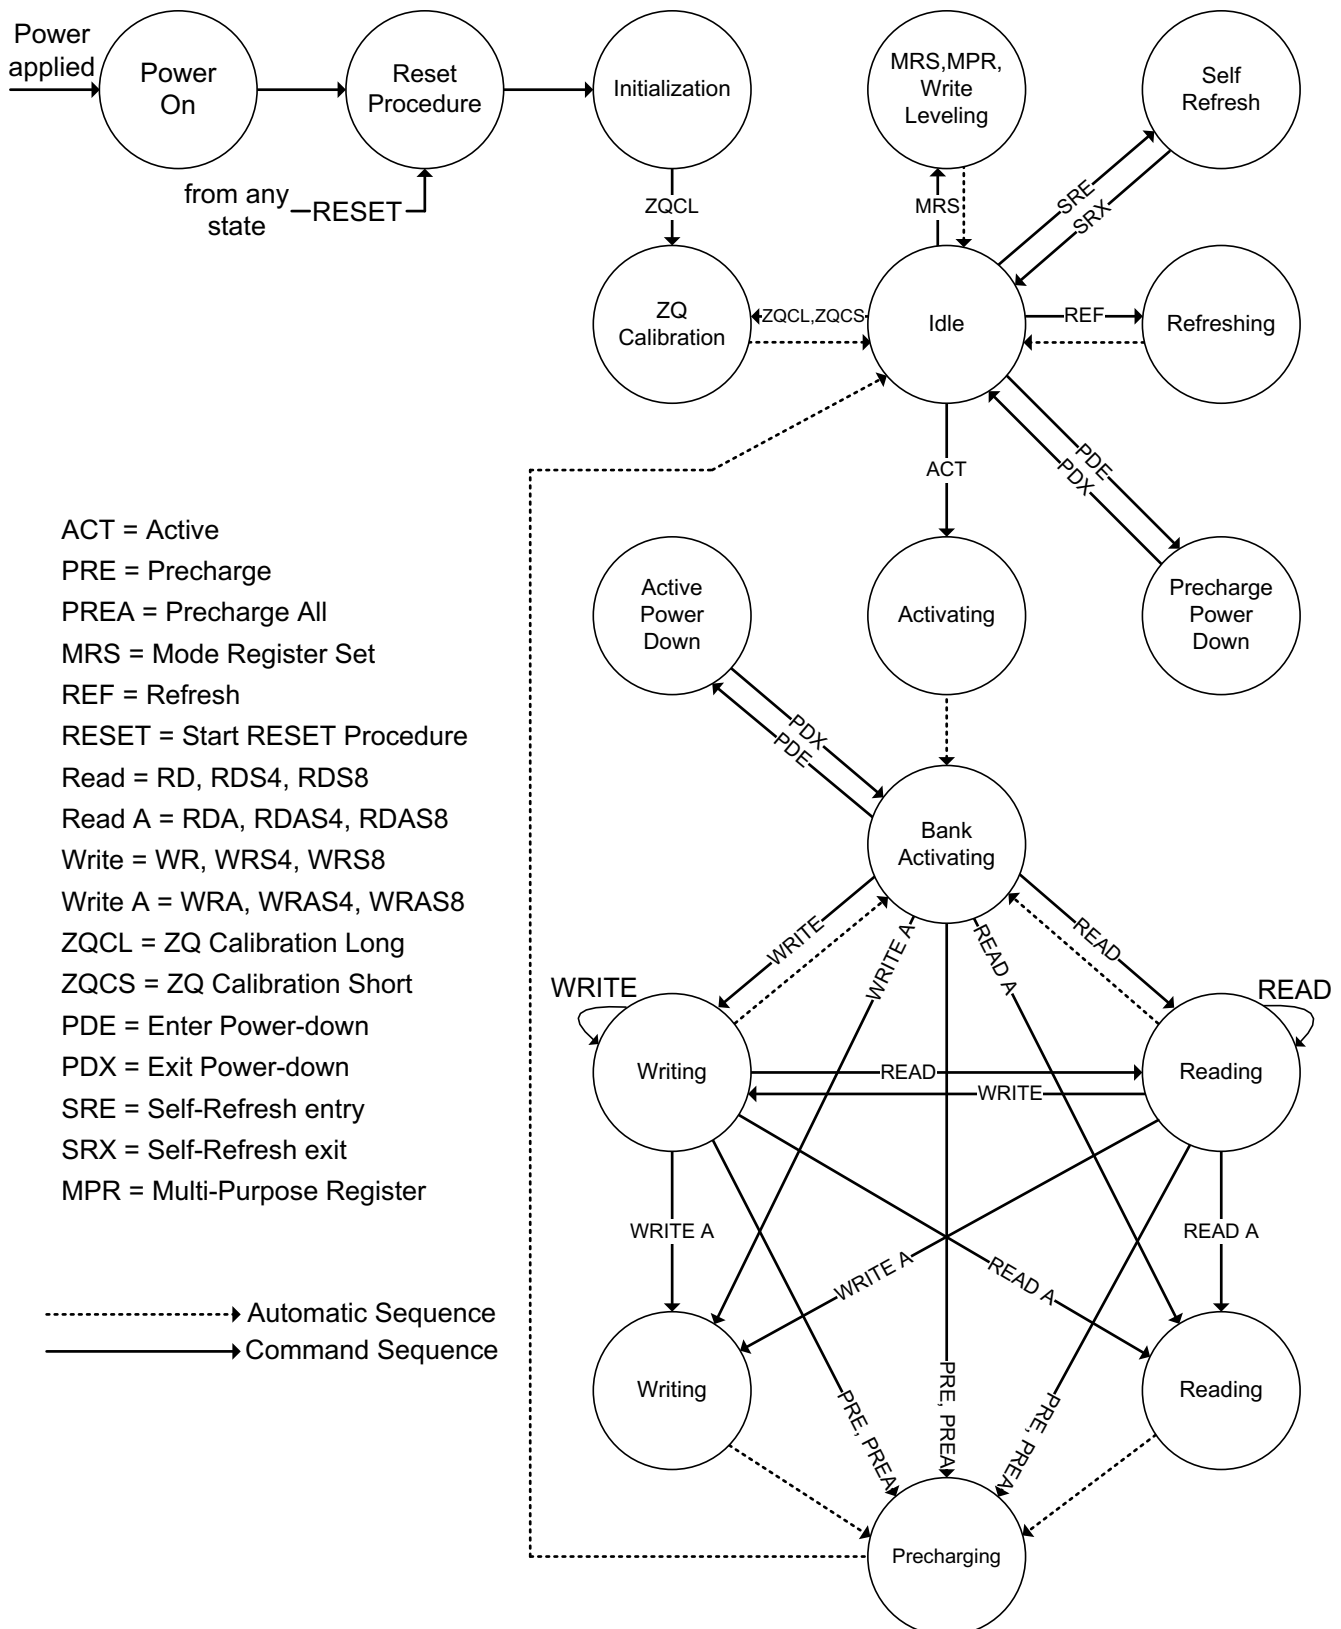 Power
applied
Power
On
Reset
Procedure
Initialization
MRS,MPR,
Write
Leveling
Self
Refresh
from any
state
RESET
ZQCL
MRS
SRE
SRX
ZQ
Calibration
ZQCL,ZQCS
Idle
REF
Refreshing
ACT
PDE
PDX
ACT = Active
PRE = Precharge
PREA = Precharge All
MRS = Mode Register Set
REF = Refresh
RESET = Start RESET Procedure
Read = RD, RDS4, RDS8
Read A = RDA, RDAS4, RDAS8
Write = WR, WRS4, WRS8
Write A = WRA, WRAS4, WRAS8
ZQCL = ZQ Calibration Long
ZQCS = ZQ Calibration Short
PDE = Enter Power-down
PDX = Exit Power-down
SRE = Self-Refresh entry
SRX = Self-Refresh exit
MPR = Multi-Purpose Register
Automatic Sequence
Command Sequence
Active
Power
Down
Activating
Precharge
Power
Down
PDX
PDE
Bank
Activating
WRITE
WRITE A
READ A
READ
WRITE
READ
Writing
READ
WRITE
Reading
WRITE A
READ A
WRITE A
READ A
Writing
PRE, PREA
PRE, PREA
PRE, PREA
Reading
Precharging